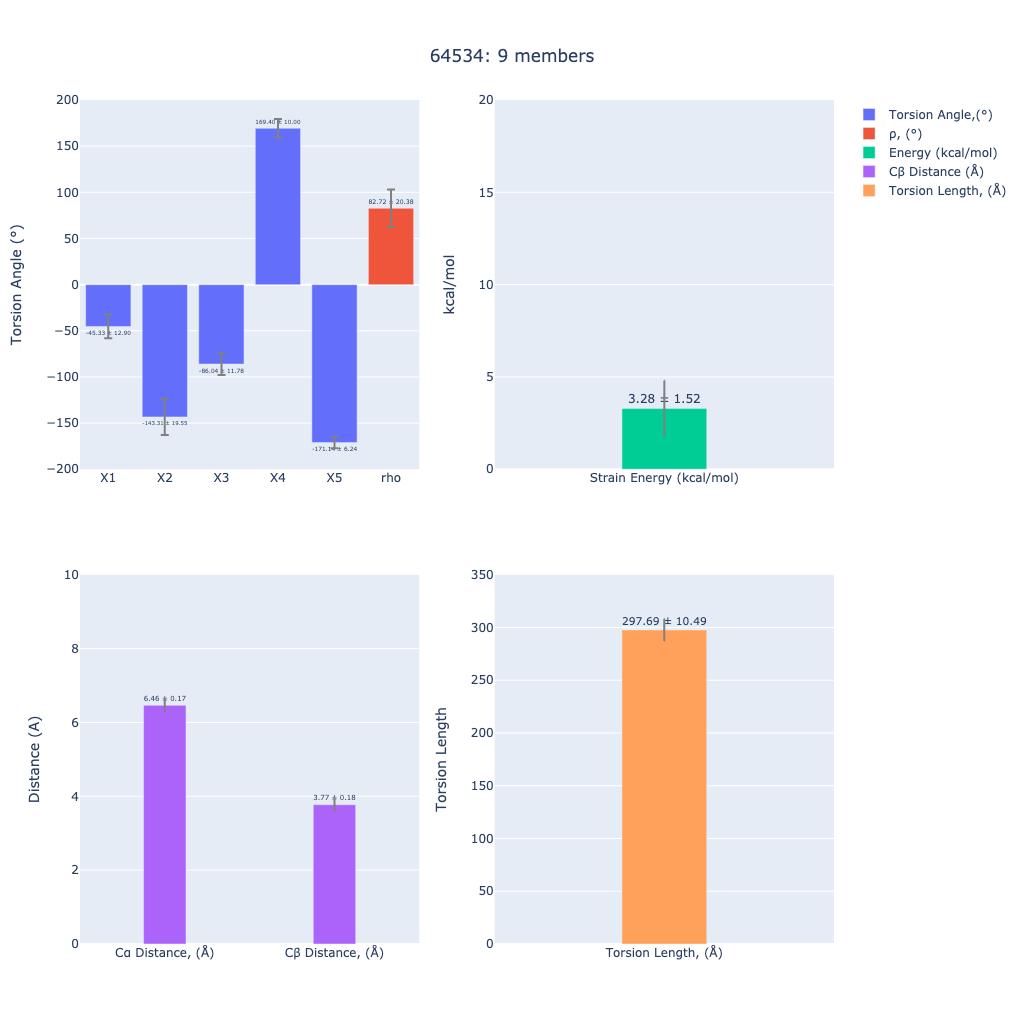 64534: 9 members
Torsion Angle (°)
200
150
100
50
0
−50
−100
−150
−200
-45.33 ± 12.90
-143.31 ± 19.55
-86.04 ± 11.78
169.40 ± 10.00
± 6.24
82.72 ± 20.38
X1 X2 X3 X4 X5 rho
kcal/mol
20
15
10
5
0
3.28 ± 1.52
Strain Energy (kcal/mol)
Torsion Angle,(°)
ρ, (°)
Energy (kcal/mol)
Cβ Distance (Å)
Torsion Length, (Å)
Distance (A)
10
8
6
4
2
0
6.46 ± 0.17
3.77 ± 0.18
Cα Distance, (Å) Cβ Distance, (Å)
Torsion Length
350
300
250
200
150
100
50
0
297.69 ± 10.49
Torsion Length, (Å)